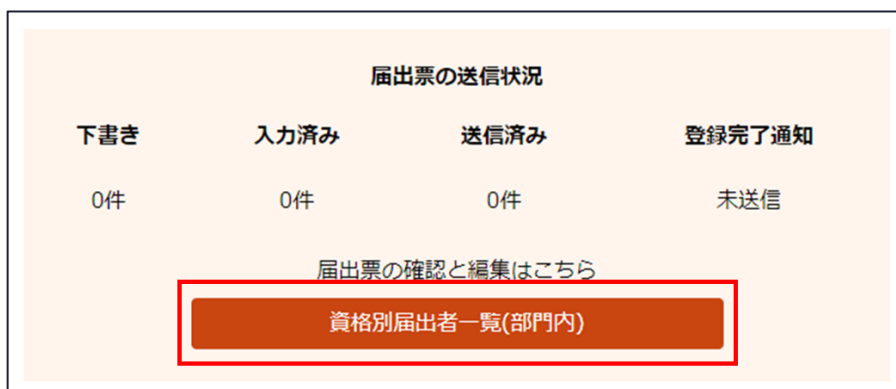 届出票の送信状況
下書き 入力済み 送信済み 登録完了通知
0件 0件 0件 未送信
届出票の確認と編集はこちら
資格別届出者一覧(部門内)